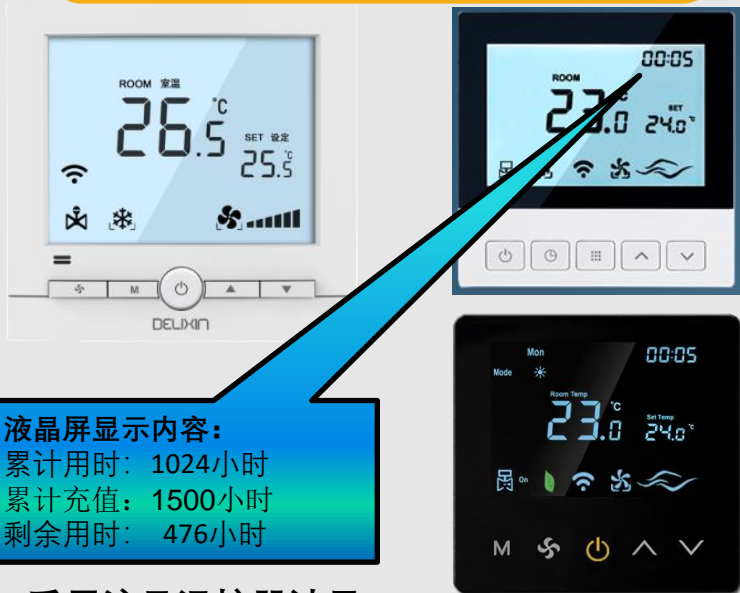 ROOM 室温
26.5 ℃
SET 设定
25.5 ℃
M
DELIXIN
00:05
ROOM
23.0 ℃
SET
24.0°
液晶屏显示内容：
累计用时： 1024小时
累计充值：1500小时
剩余用时： 476小时
Mon
00:05
Mode
Room Temp
23.0 ℃
Set Temp
24.0°
On
M